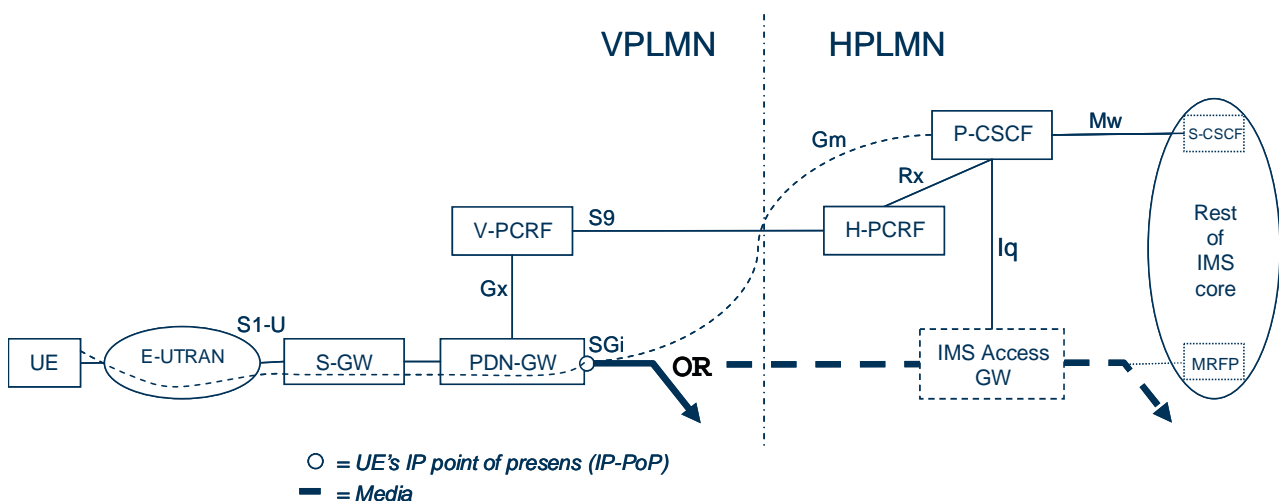 VPLMN
HPLMN
P-CSCF
Mw
S-CSCF
Gm
Rx
V-PCRF
S9
H-PCRF
Iq
Rest
of
IMS
core
Gx
S1-U
SGi
UE
E-UTRAN
S-GW
PDN-GW
OR
IMS Access
GW
MRFP
= UE's IP point of presens (IP-PoP)
= Media